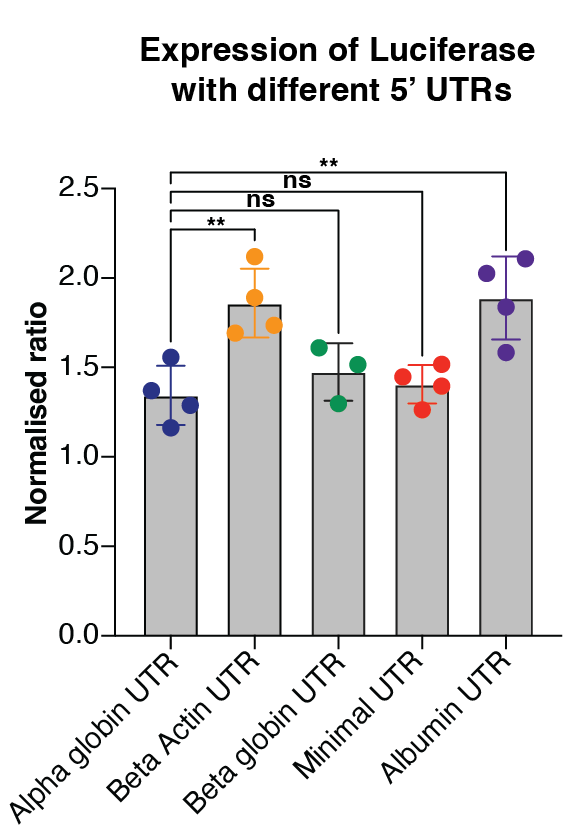 Expression of Luciferase
with different 5’ UTRs
**
ns
ns
**
2.5
2.0
1.5
1.0
0.5
0.0
Normalised ratio
Alpha globin UTR
Beta Actin UTR
Beta globin UTR
Minimal UTR
Albumin UTR